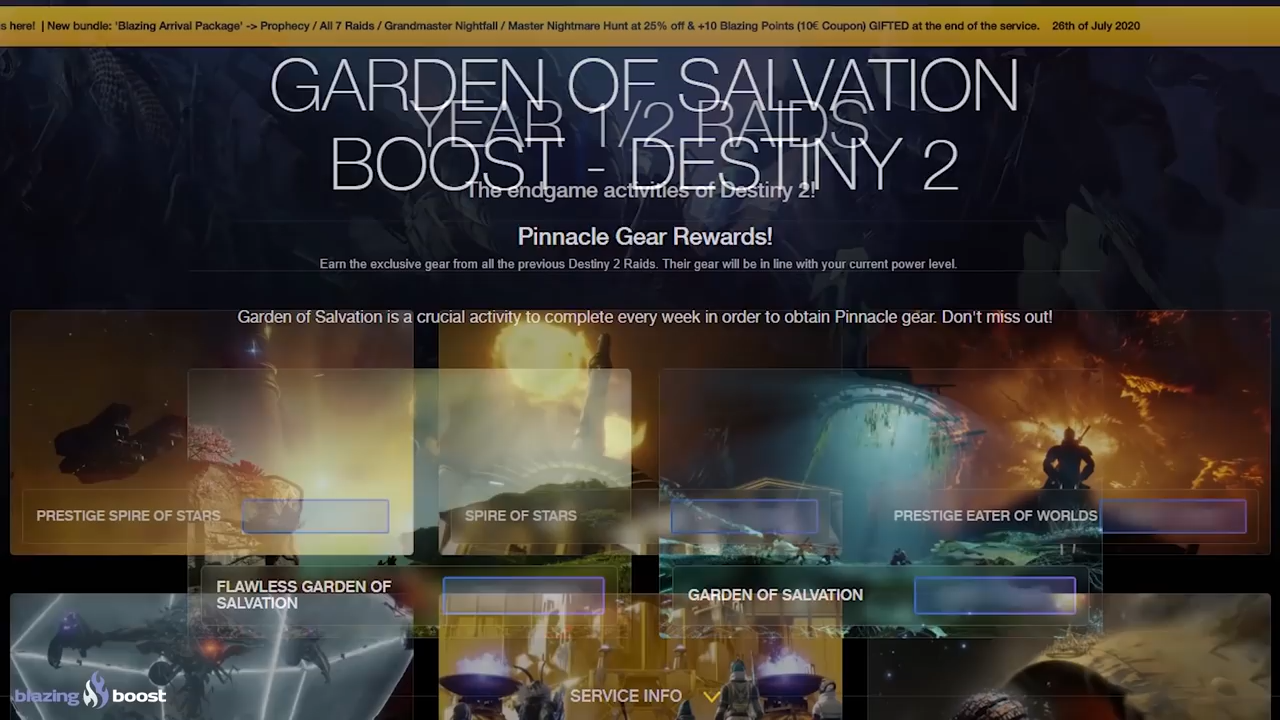 s here! | New bundle: 'Blazing Arrival Package' -> Prophecy / All 7 Raids / Grandmaster Nightfall / Master Nightmare Hunt at 25% off & +10 Blazing Points (10€ Coupon) GIFTED at the end of the service. 26th of July 2020
GARDEN OF SALVATION
YEAR 1/2 RAIDS
BOOST - DESTINY 2
The endgame activities of Destiny 2!
Pinnacle Gear Rewards!
Earn the exclusive gear from all the previous Destiny 2 Raids. Their gear will be in line with your current power level.
Garden of Salvation is a crucial activity to complete every week in order to obtain Pinnacle gear. Don't miss out!
PRESTIGE SPIRE OF STARS
SPIRE OF STARS
PRESTIGE EATER OF WORLDS
FLAWLESS GARDEN OF
SALVATION
GARDEN OF SALVATION
blazing boost
SERVICE INFO